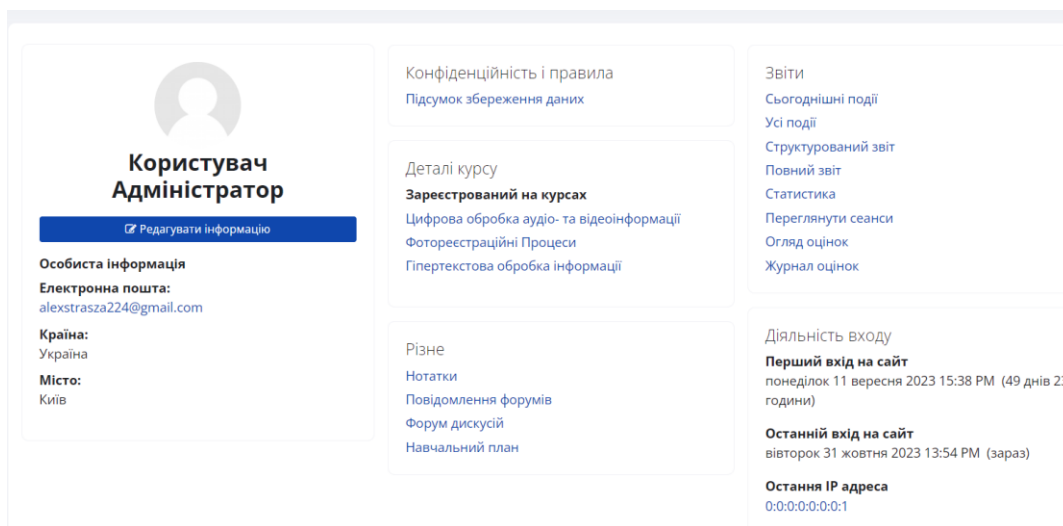 Користувач
Адміністратор
Редагувати інформацію
Особиста інформація
Електронна пошта:
alexstrasza224@gmail.com
Країна:
Україна
Місто:
Київ
Конфіденційність і правила
Підсумок збереження даних
Деталі курсу
Зареєстрований на курсах
Цифрова обробка аудіо- та відеоінформації
Фотореєстраційні Процеси
Гіпертекстова обробка інформації
Різне
Нотатки
Повідомлення форумів
Форум дискусій
Навчальний план
Звіти
Сьогоднішні події
Усі події
Структурований звіт
Повний звіт
Статистика
Переглянути сеанси
Огляд оцінок
Журнал оцінок
Діяльність входу
Перший вхід на сайт
понеділок 11 вересня 2023 15:38 PM (49 днів
години)
Останній вхід на сайт
вівторок 31 жовтня 2023 13:54 PM (зараз)
Остання IP адреса
0:0:0:0:0:0:0:1